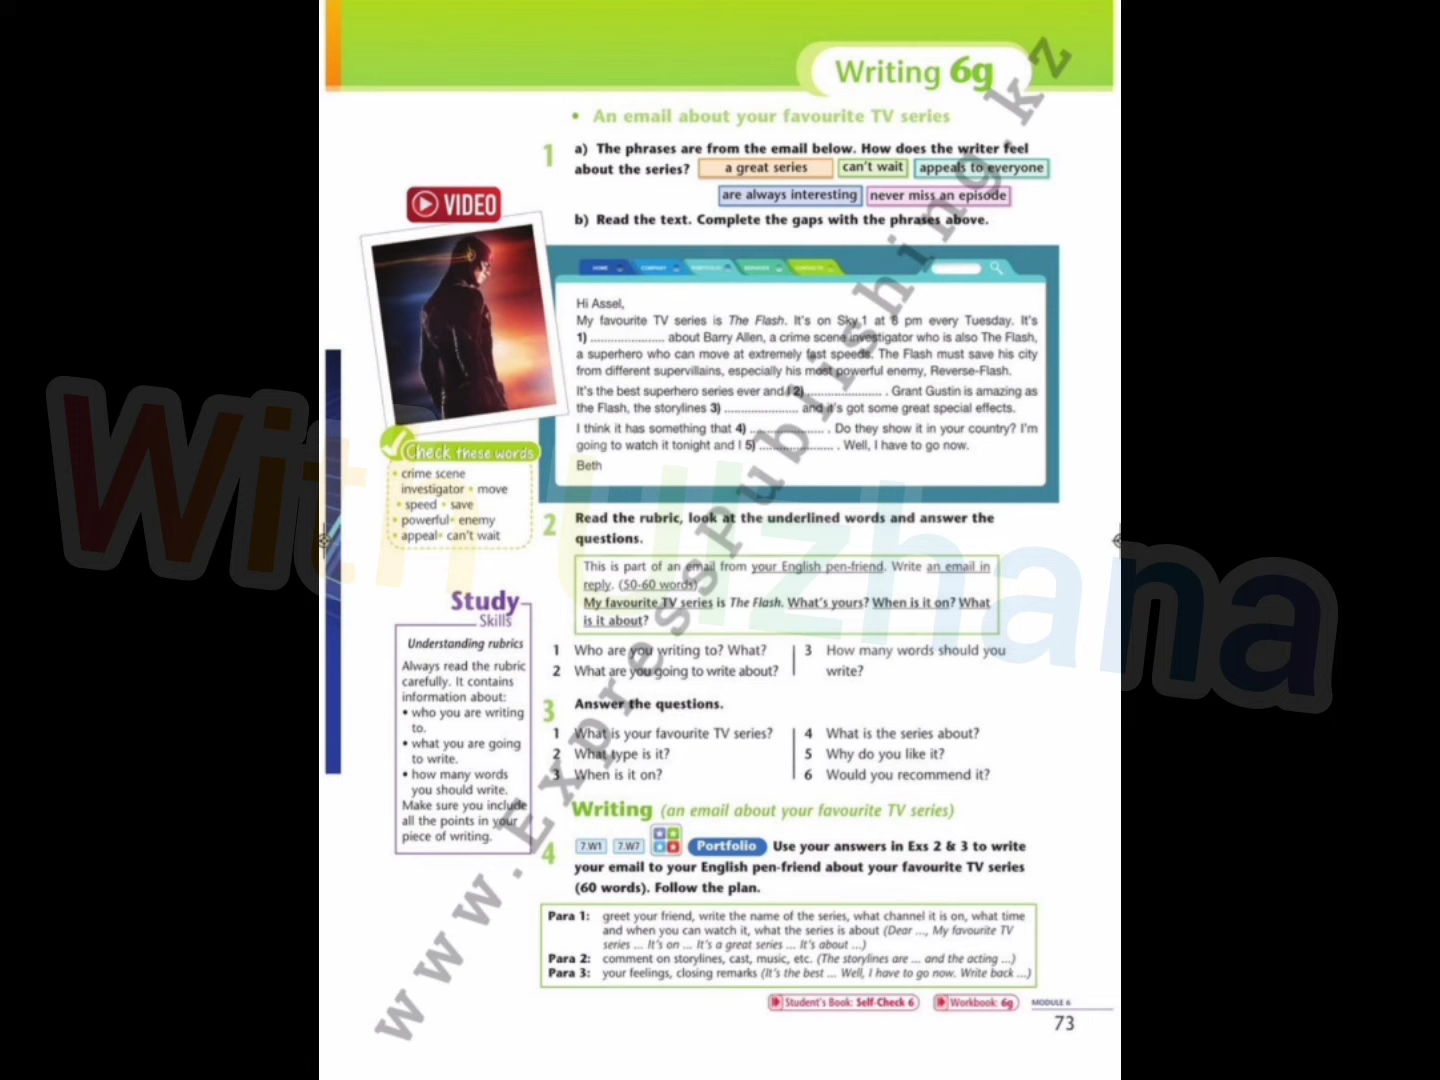 Writing 6g
• An email about your favourite TV series
1 a) The phrases are from the email below. How does the writer feel
about the series? a great series can't wait appeals to everyone
are always interesting never miss an episode
b) Read the text. Complete the gaps with the phrases above.
VIDEO
HOME COMPANY PORTFOLIO SERVICES CONTACTS
Hi Assel,
My favourite TV series is The Flash. It's on Sky 1 at 8 pm every Tuesday. It's
1) ........................ about Barry Allen, a crime scene investigator who is also The Flash,
a superhero who can move at extremely fast speeds. The Flash must save his city
from different supervillains, especially his most powerful enemy, Reverse-Flash.
It's the best superhero series ever and I 2) ........................ . Grant Gustin is amazing as
the Flash, the storylines 3) ........................ and it's got some great special effects.
I think it has something that 4) ........................ . Do they show it in your country? I'm
going to watch it tonight and I 5) ........................ . Well, I have to go now.
Beth
Check these words
• crime scene
investigator • move
• speed • save
• powerful • enemy
• appeal • can't wait
2 Read the rubric, look at the underlined words and answer the
questions.
This is part of an email from your English pen-friend. Write an email in
reply. (50-60 words)
My favourite TV series is The Flash. What's yours? When is it on? What
is it about?
1 Who are you writing to? What?
2 What are you going to write about?
3 How many words should you
write?
Study
Skills
Understanding rubrics
Always read the rubric
carefully. It contains
information about:
• who you are writing
to.
• what you are going
to write.
• how many words
you should write.
Make sure you include
all the points in your
piece of writing.
3 Answer the questions.
1 What is your favourite TV series?
2 What type is it?
3 When is it on?
4 What is the series about?
5 Why do you like it?
6 Would you recommend it?
Writing (an email about your favourite TV series)
4 7.W1 7.W7 Portfolio Use your answers in Exs 2 & 3 to write
your email to your English pen-friend about your favourite TV series
(60 words). Follow the plan.
Para 1: greet your friend, write the name of the series, what channel it is on, what time
and when you can watch it, what the series is about (Dear ..., My favourite TV
series ... It's on ... It's a great series ... It's about ...)
Para 2: comment on storylines, cast, music, etc. (The storylines are ... and the acting ...)
Para 3: your feelings, closing remarks (It's the best ... Well, I have to go now. Write back ...)
Student's Book: Self-Check 6 Workbook: 6g MODULE 6
73
www.ExpressPublishing.kz
With Ulzhana